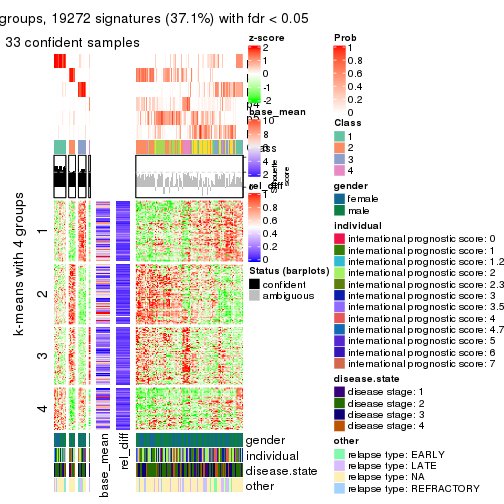 groups, 19272 signatures (37.1%) with fdr < 0.05
33 confident samples
k-means with 4 groups
1
2
3
4
base_mean
rel_diff
gender
individual
disease.state
other
z-score
2
1
0
-1
-2
base_mean
10
8
6
4
2
rel_diff
1
0.8
0.6
0.4
0.2
0
Silhouette
score
Status (barplots)
confident
ambiguous
Prob
1
0.8
0.6
0.4
0.2
0
Class
1
2
3
4
gender
female
male
individual
international prognostic score: 0
international prognostic score: 1
international prognostic score: 1.2
international prognostic score: 2
international prognostic score: 2.3
international prognostic score: 3
international prognostic score: 3.5
international prognostic score: 4
international prognostic score: 4.7
international prognostic score: 5
international prognostic score: 6
international prognostic score: 7
disease.state
disease stage: 1
disease stage: 2
disease stage: 3
disease stage: 4
other
relapse type: EARLY
relapse type: LATE
relapse type: NA
relapse type: REFRACTORY